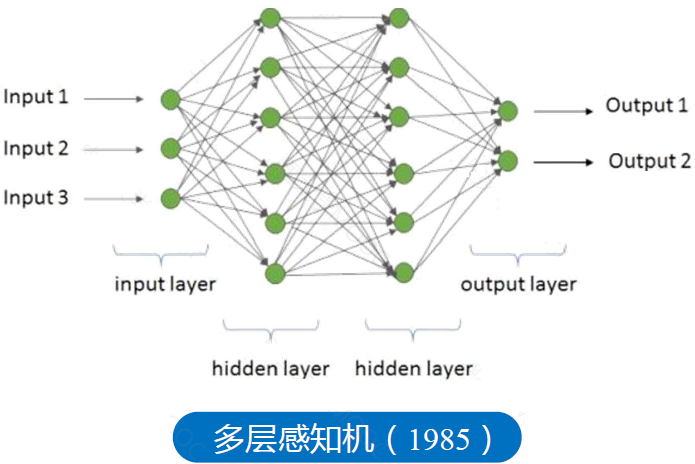 Input 1
Input 2
Input 3
Output 1
Output 2
input layer
output layer
hidden layer
hidden layer
多层感知机（1985）